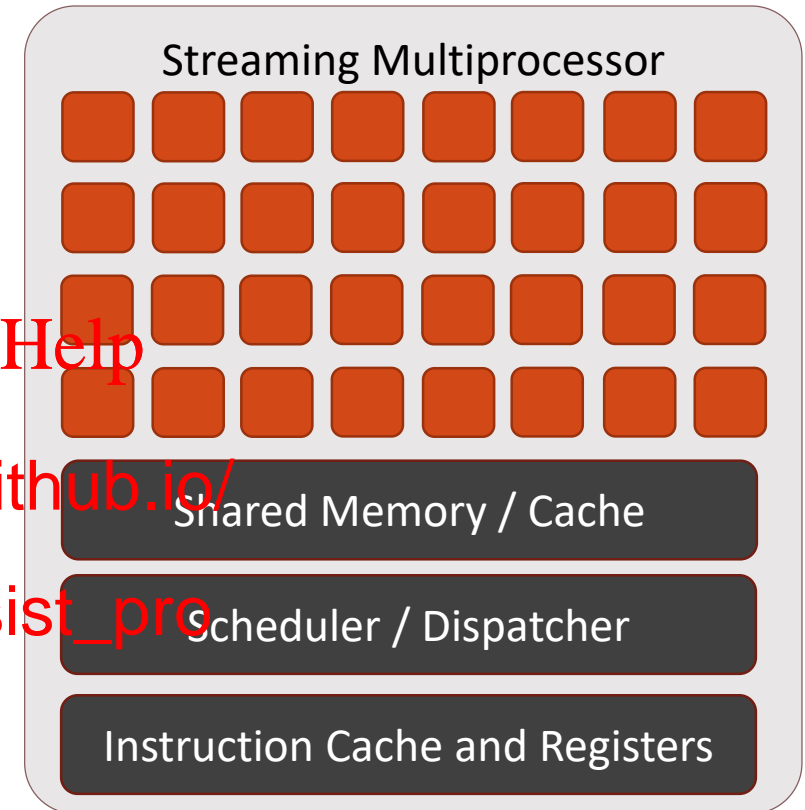 Streaming Multiprocessor
Help
ithub.io/
Shared Memory / Cache
ist_pro
Scheduler / Dispatcher
Instruction Cache and Registers